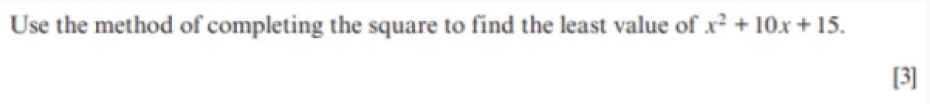 Use the method of completing the square to find the least value of x² + 10x + 15.
[3]